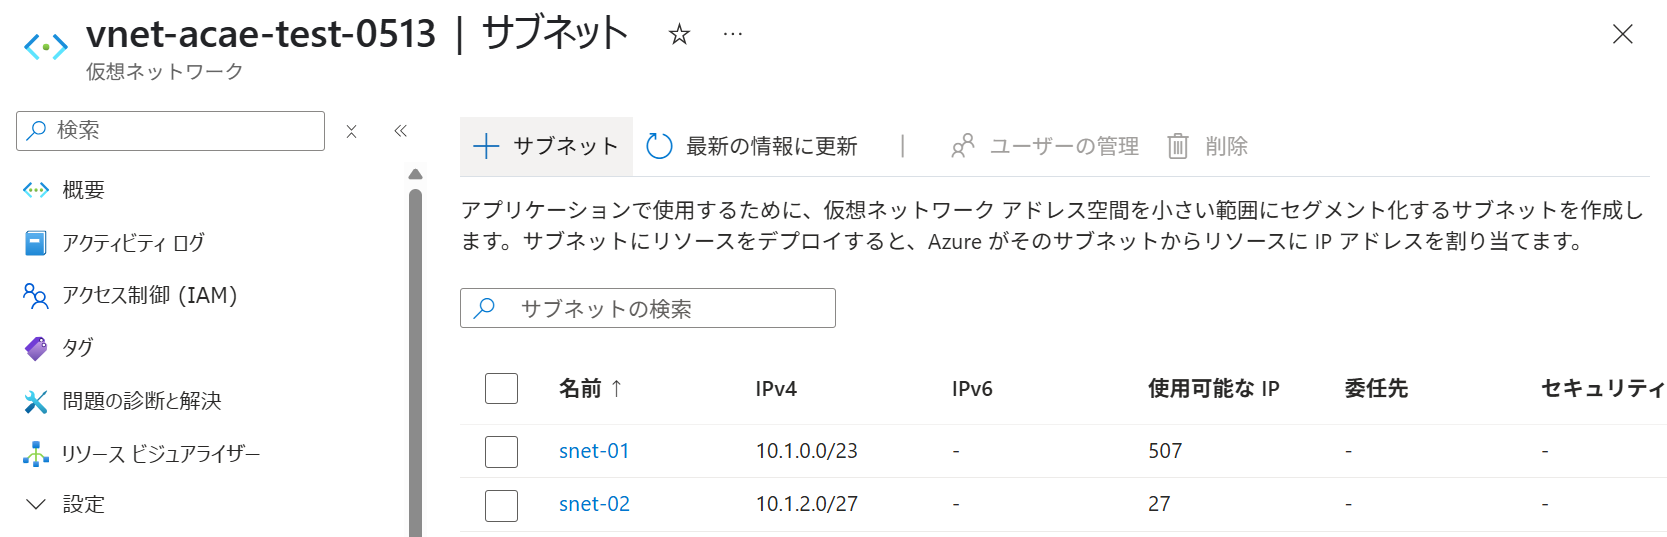 vnet-acae-test-0513 | サブネット ☆ …
仮想ネットワーク
検索
概要
アクティビティ ログ
アクセス制御 (IAM)
タグ
問題の診断と解決
リソース ビジュアライザー
設定
+ サブネット 最新の情報に更新 | ユーザーの管理 削除
アプリケーションで使用するために、仮想ネットワーク アドレス空間を小さい範囲にセグメント化するサブネットを作成し
ます。サブネットにリソースをデプロイすると、Azure がそのサブネットからリソースに IP アドレスを割り当てます。
サブネットの検索
名前 ↑ IPv4 IPv6 使用可能な IP 委任先 セキュリティ
snet-01 10.1.0.0/23 - 507 - -
snet-02 10.1.2.0/27 - 27 - -